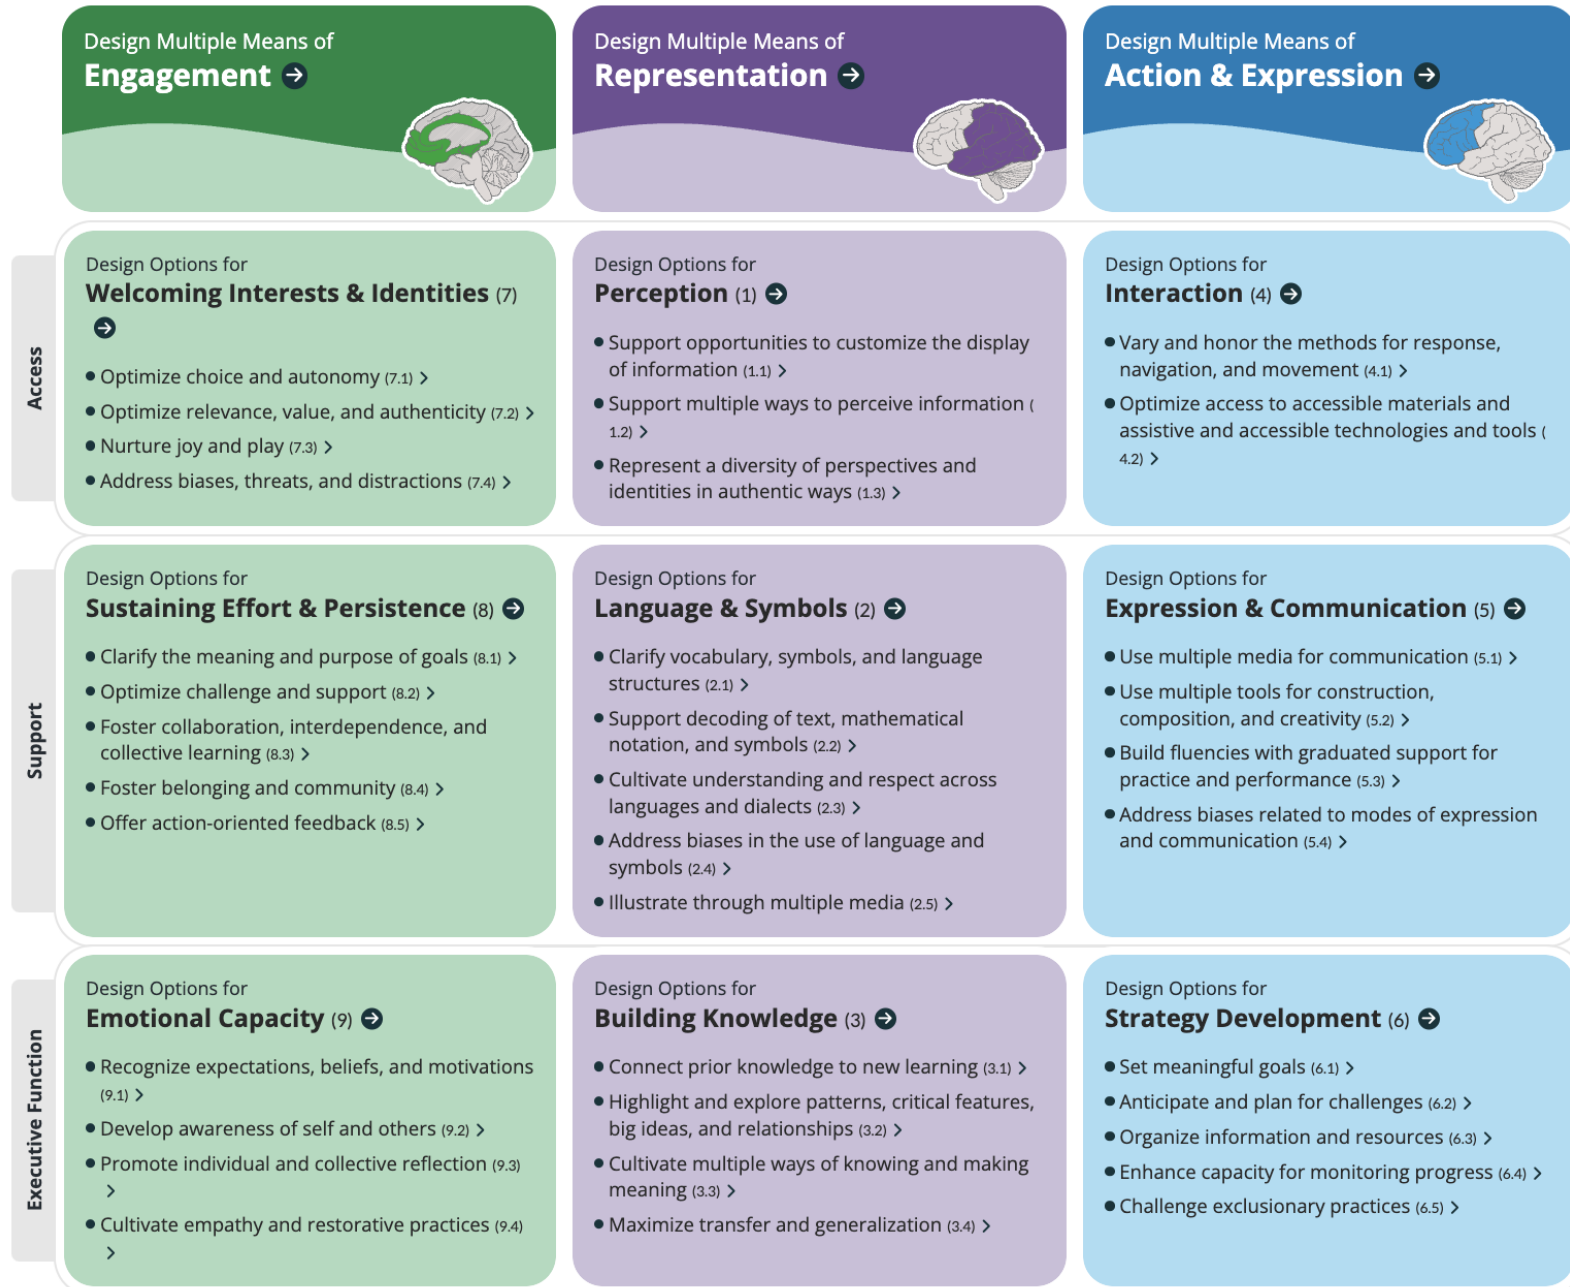 Design Multiple Means of
Engagement
Design Multiple Means of
Representation
Design Multiple Means of
Action & Expression
Access
Design Options for
Welcoming Interests & Identities (7)
Optimize choice and autonomy (7.1)
Optimize relevance, value, and authenticity (7.2)
Nurture joy and play (7.3)
Address biases, threats, and distractions (7.4)
Design Options for
Perception (1)
Support opportunities to customize the display
of information (1.1)
Support multiple ways to perceive information (
1.2)
Represent a diversity of perspectives and
identities in authentic ways (1.3)
Design Options for
Interaction (4)
Vary and honor the methods for response,
navigation, and movement (4.1)
Optimize access to accessible materials and
assistive and accessible technologies and tools (
4.2)
Support
Design Options for
Sustaining Effort & Persistence (8)
Clarify the meaning and purpose of goals (8.1)
Optimize challenge and support (8.2)
Foster collaboration, interdependence, and
collective learning (8.3)
Foster belonging and community (8.4)
Offer action-oriented feedback (8.5)
Design Options for
Language & Symbols (2)
Clarify vocabulary, symbols, and language
structures (2.1)
Support decoding of text, mathematical
notation, and symbols (2.2)
Cultivate understanding and respect across
languages and dialects (2.3)
Address biases in the use of language and
symbols (2.4)
Illustrate through multiple media (2.5)
Design Options for
Expression & Communication (5)
Use multiple media for communication (5.1)
Use multiple tools for construction,
composition, and creativity (5.2)
Build fluencies with graduated support for
practice and performance (5.3)
Address biases related to modes of expression
and communication (5.4)
Executive Function
Design Options for
Emotional Capacity (9)
Recognize expectations, beliefs, and motivations
(9.1)
Develop awareness of self and others (9.2)
Promote individual and collective reflection (9.3)
Cultivate empathy and restorative practices (9.4)
Design Options for
Building Knowledge (3)
Connect prior knowledge to new learning (3.1)
Highlight and explore patterns, critical features,
big ideas, and relationships (3.2)
Cultivate multiple ways of knowing and making
meaning (3.3)
Maximize transfer and generalization (3.4)
Design Options for
Strategy Development (6)
Set meaningful goals (6.1)
Anticipate and plan for challenges (6.2)
Organize information and resources (6.3)
Enhance capacity for monitoring progress (6.4)
Challenge exclusionary practices (6.5)